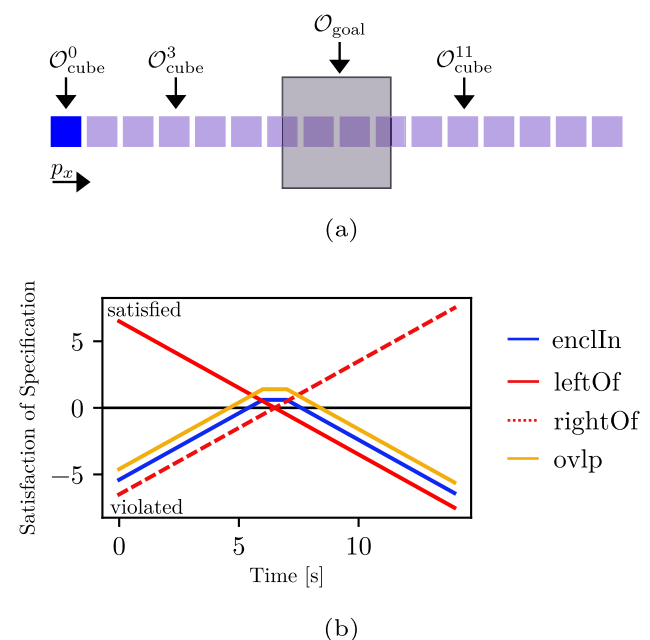 𝒪goal
𝒪⁰cube 𝒪³cube 𝒪¹¹cube
pₓ
(a)
Satisfaction of Specification
satisfied
5
0
−5
violated
0 5 10
Time [s]
enclIn
leftOf
rightOf
ovlp
(b)